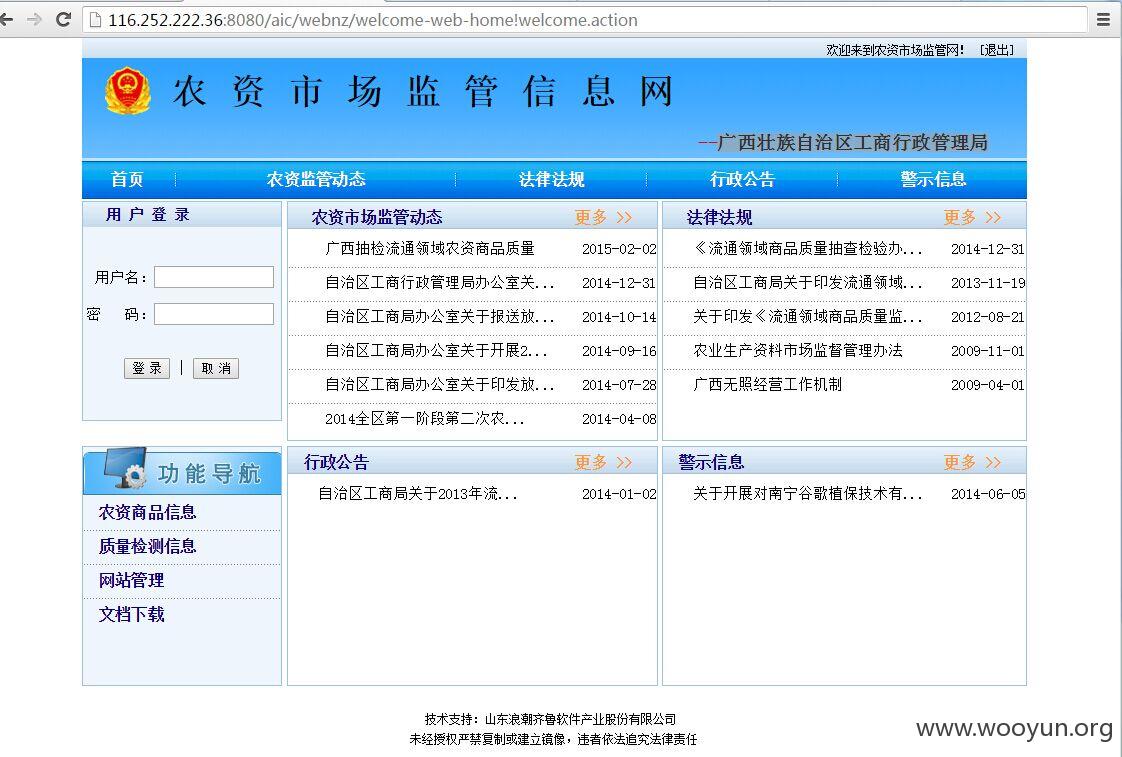 116.252.222.36:8080/aic/webnz/welcome-web-home!welcome.action
欢迎来到农资市场监管网! [退出]
农资市场监管信息网
--广西壮族自治区工商行政管理局
首页 农资监管动态 法律法规 行政公告 警示信息
用户登录
用户名:
密 码:
登录 | 取消
农资市场监管动态 更多 >>
广西抽检流通领域农资商品质量 2015-02-02
自治区工商行政管理局办公室关... 2014-12-31
自治区工商局办公室关于报送放... 2014-10-14
自治区工商局办公室关于开展2... 2014-09-16
自治区工商局办公室关于印发放... 2014-07-28
2014全区第一阶段第二次农... 2014-04-08
法律法规 更多 >>
《流通领域商品质量抽查检验办... 2014-12-31
自治区工商局关于印发流通领域... 2013-11-19
关于印发《流通领域商品质量监... 2012-08-21
农业生产资料市场监督管理办法 2009-11-01
广西无照经营工作机制 2009-04-01
功能导航
农资商品信息
质量检测信息
网站管理
文档下载
行政公告 更多 >>
自治区工商局关于2013年流... 2014-01-02
警示信息 更多 >>
关于开展对南宁谷歌植保技术有... 2014-06-05
技术支持：山东浪潮齐鲁软件产业股份有限公司
未经授权严禁复制或建立镜像，违者依法追究法律责任
www.wooyun.org